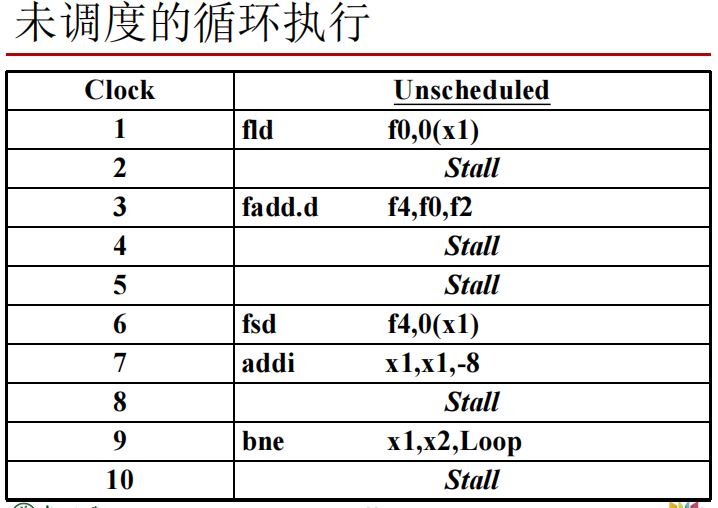 未调度的循环执行
Clock Unscheduled
1 fld f0,0(x1)
2 Stall
3 fadd.d f4,f0,f2
4 Stall
5 Stall
6 fsd f4,0(x1)
7 addi x1,x1,-8
8 Stall
9 bne x1,x2,Loop
10 Stall